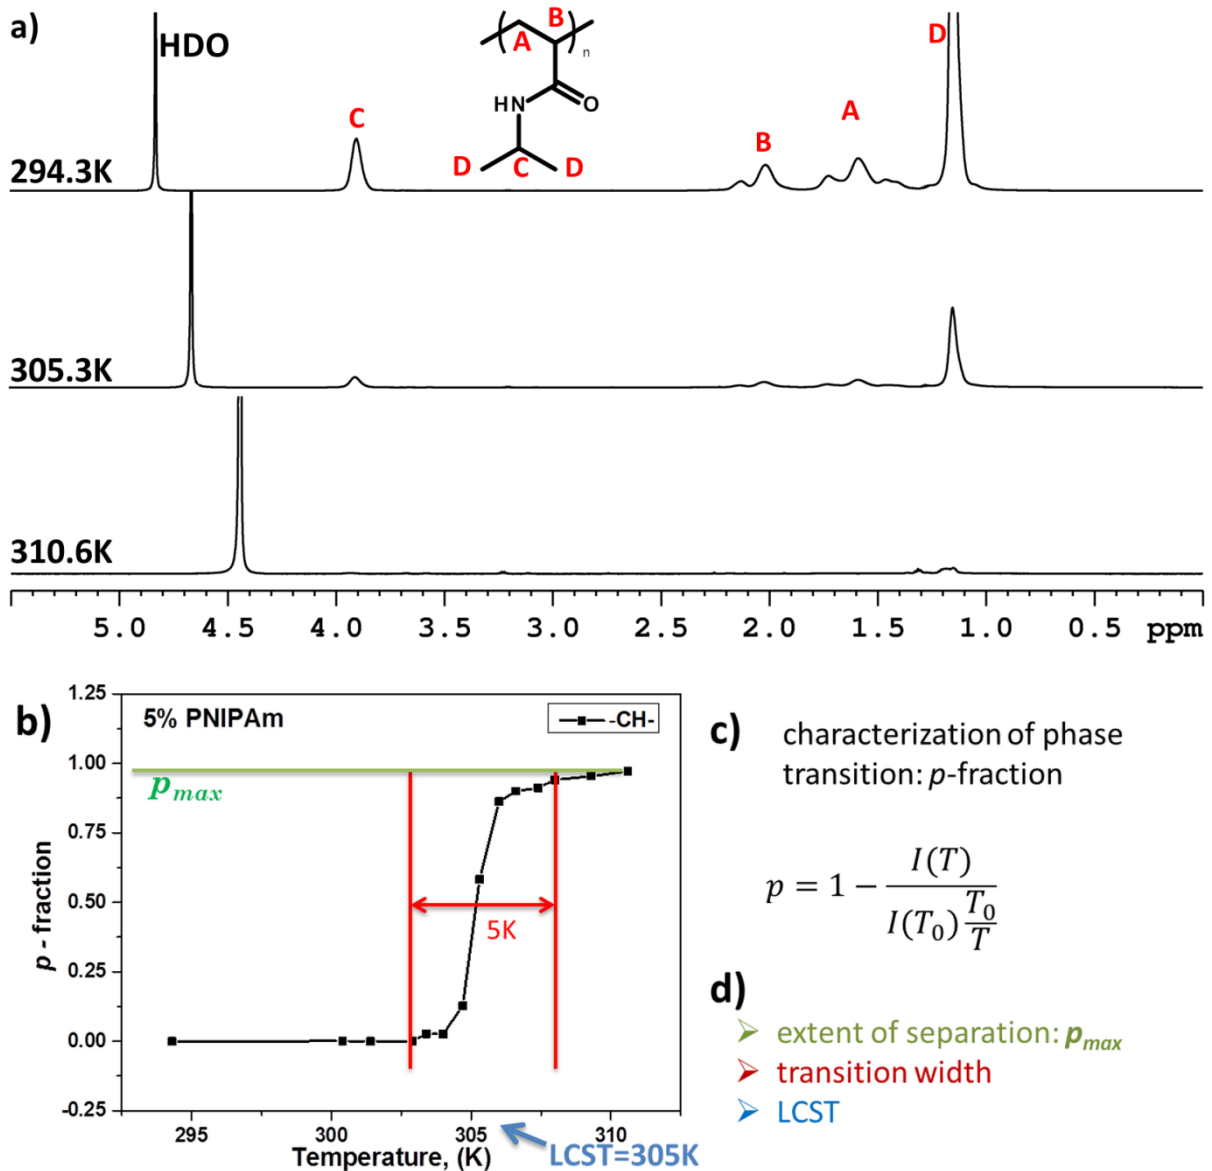 a)
HDO
B
A
n
HN
O
D
C
D
C
B
A
D
294.3K
305.3K
310.6K
5.0 4.5 4.0 3.5 3.0 2.5 2.0 1.5 1.0 0.5 ppm
b)
5% PNIPAm
-CH-
1.25
1.00
0.75
0.50
0.25
0.00
-0.25
p - fraction
pmax
5K
295 300 305 310
Temperature, (K)
LCST=305K
c)
characterization of phase
transition: p-fraction
p = 1 − I(T) / (I(T₀) T₀/T)
d)
extent of separation: pmax
transition width
LCST